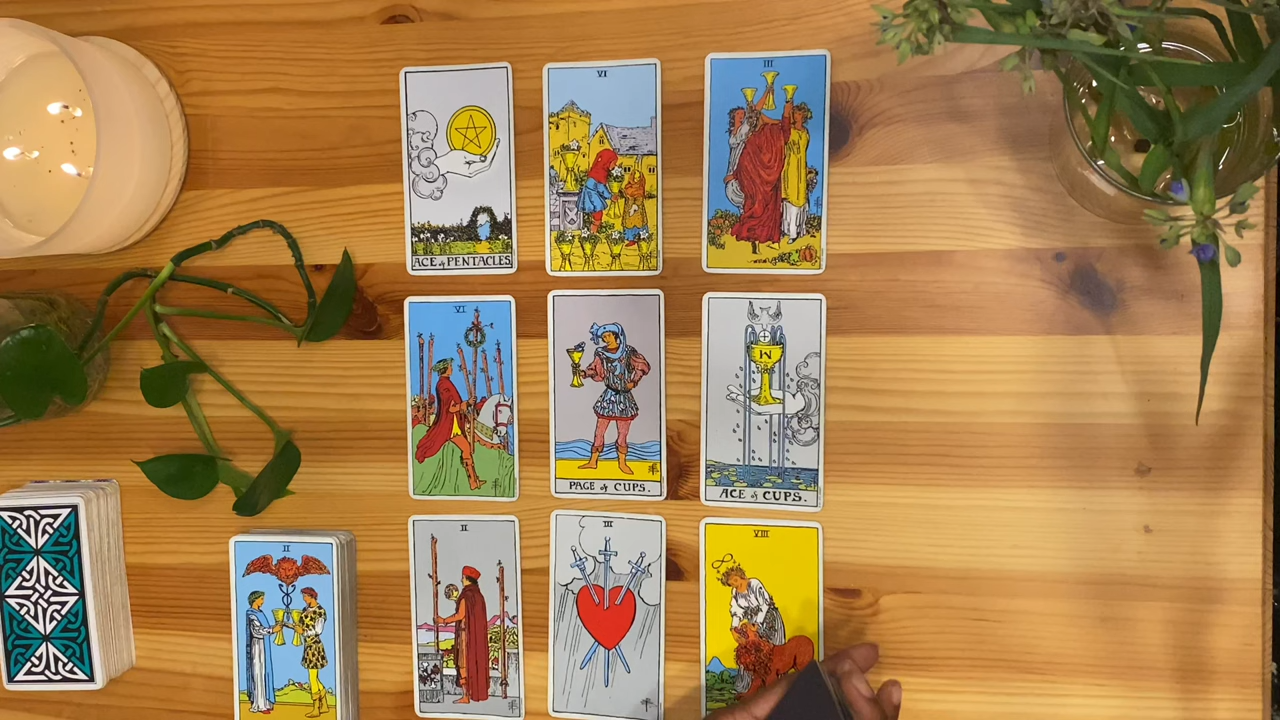 VI
III
ACE of PENTACLES.
VI
PAGE of CUPS.
ACE of CUPS.
II
II
III
VIII